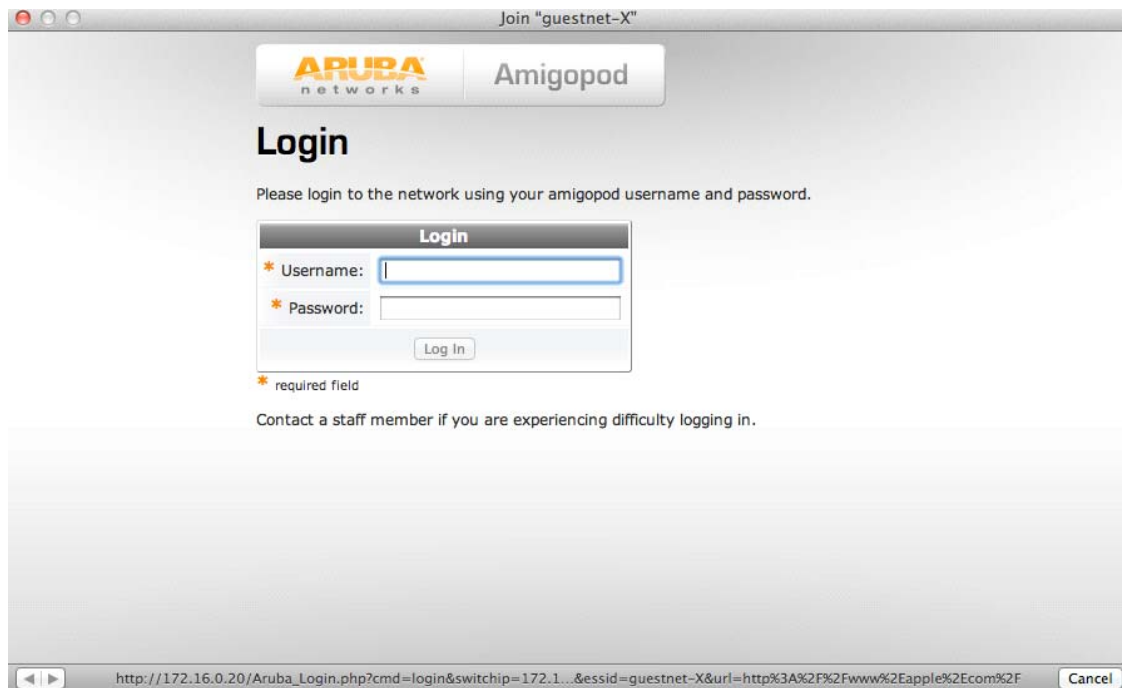 Join "guestnet-X"
ARUBA networks
Amigopod
Login
Please login to the network using your amigopod username and password.
Login
* Username:
* Password:
Log In
* required field
Contact a staff member if you are experiencing difficulty logging in.
http://172.16.0.20/Aruba_Login.php?cmd=login&switchip=172.1...&essid=guestnet-X&url=http%3A%2F%2Fwww%2Eapple%2Ecom%2F
Cancel